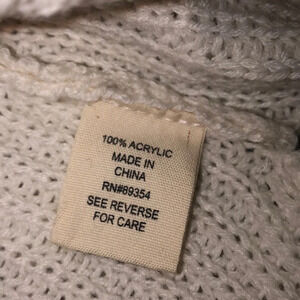 100% ACRYLIC
MADE IN
CHINA
RN#89354
SEE REVERSE
FOR CARE